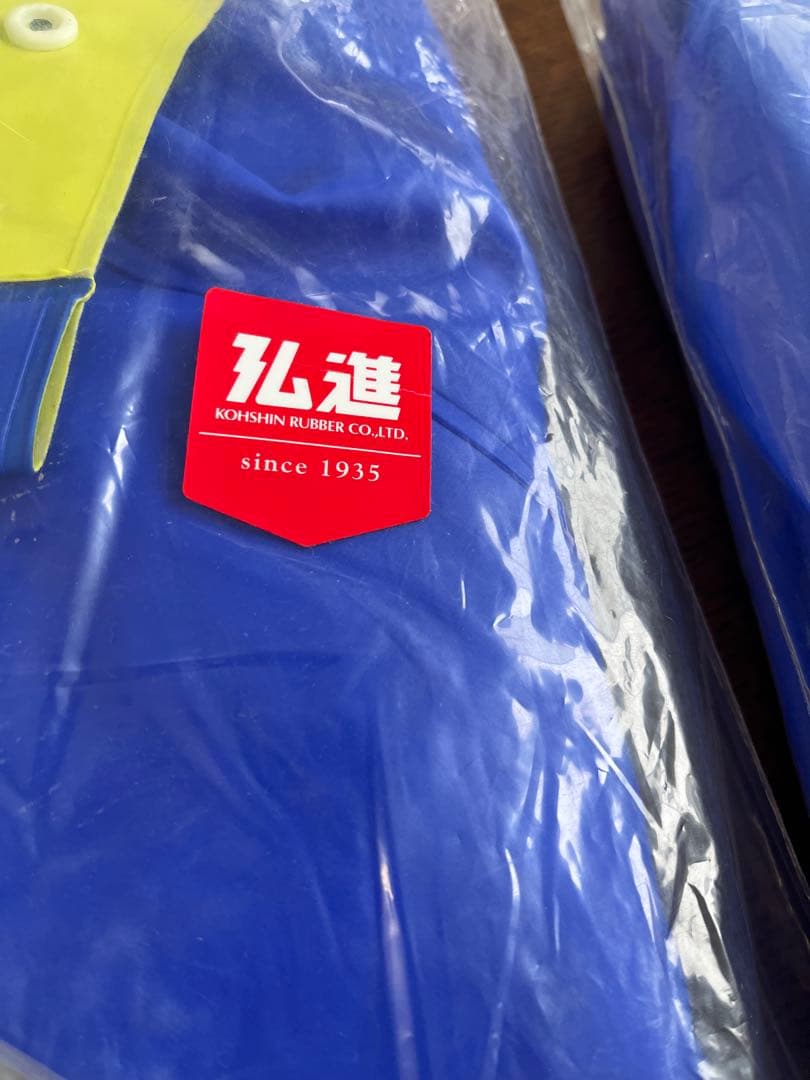 弘進
KOHSHIN RUBBER CO.,LTD.
since 1935